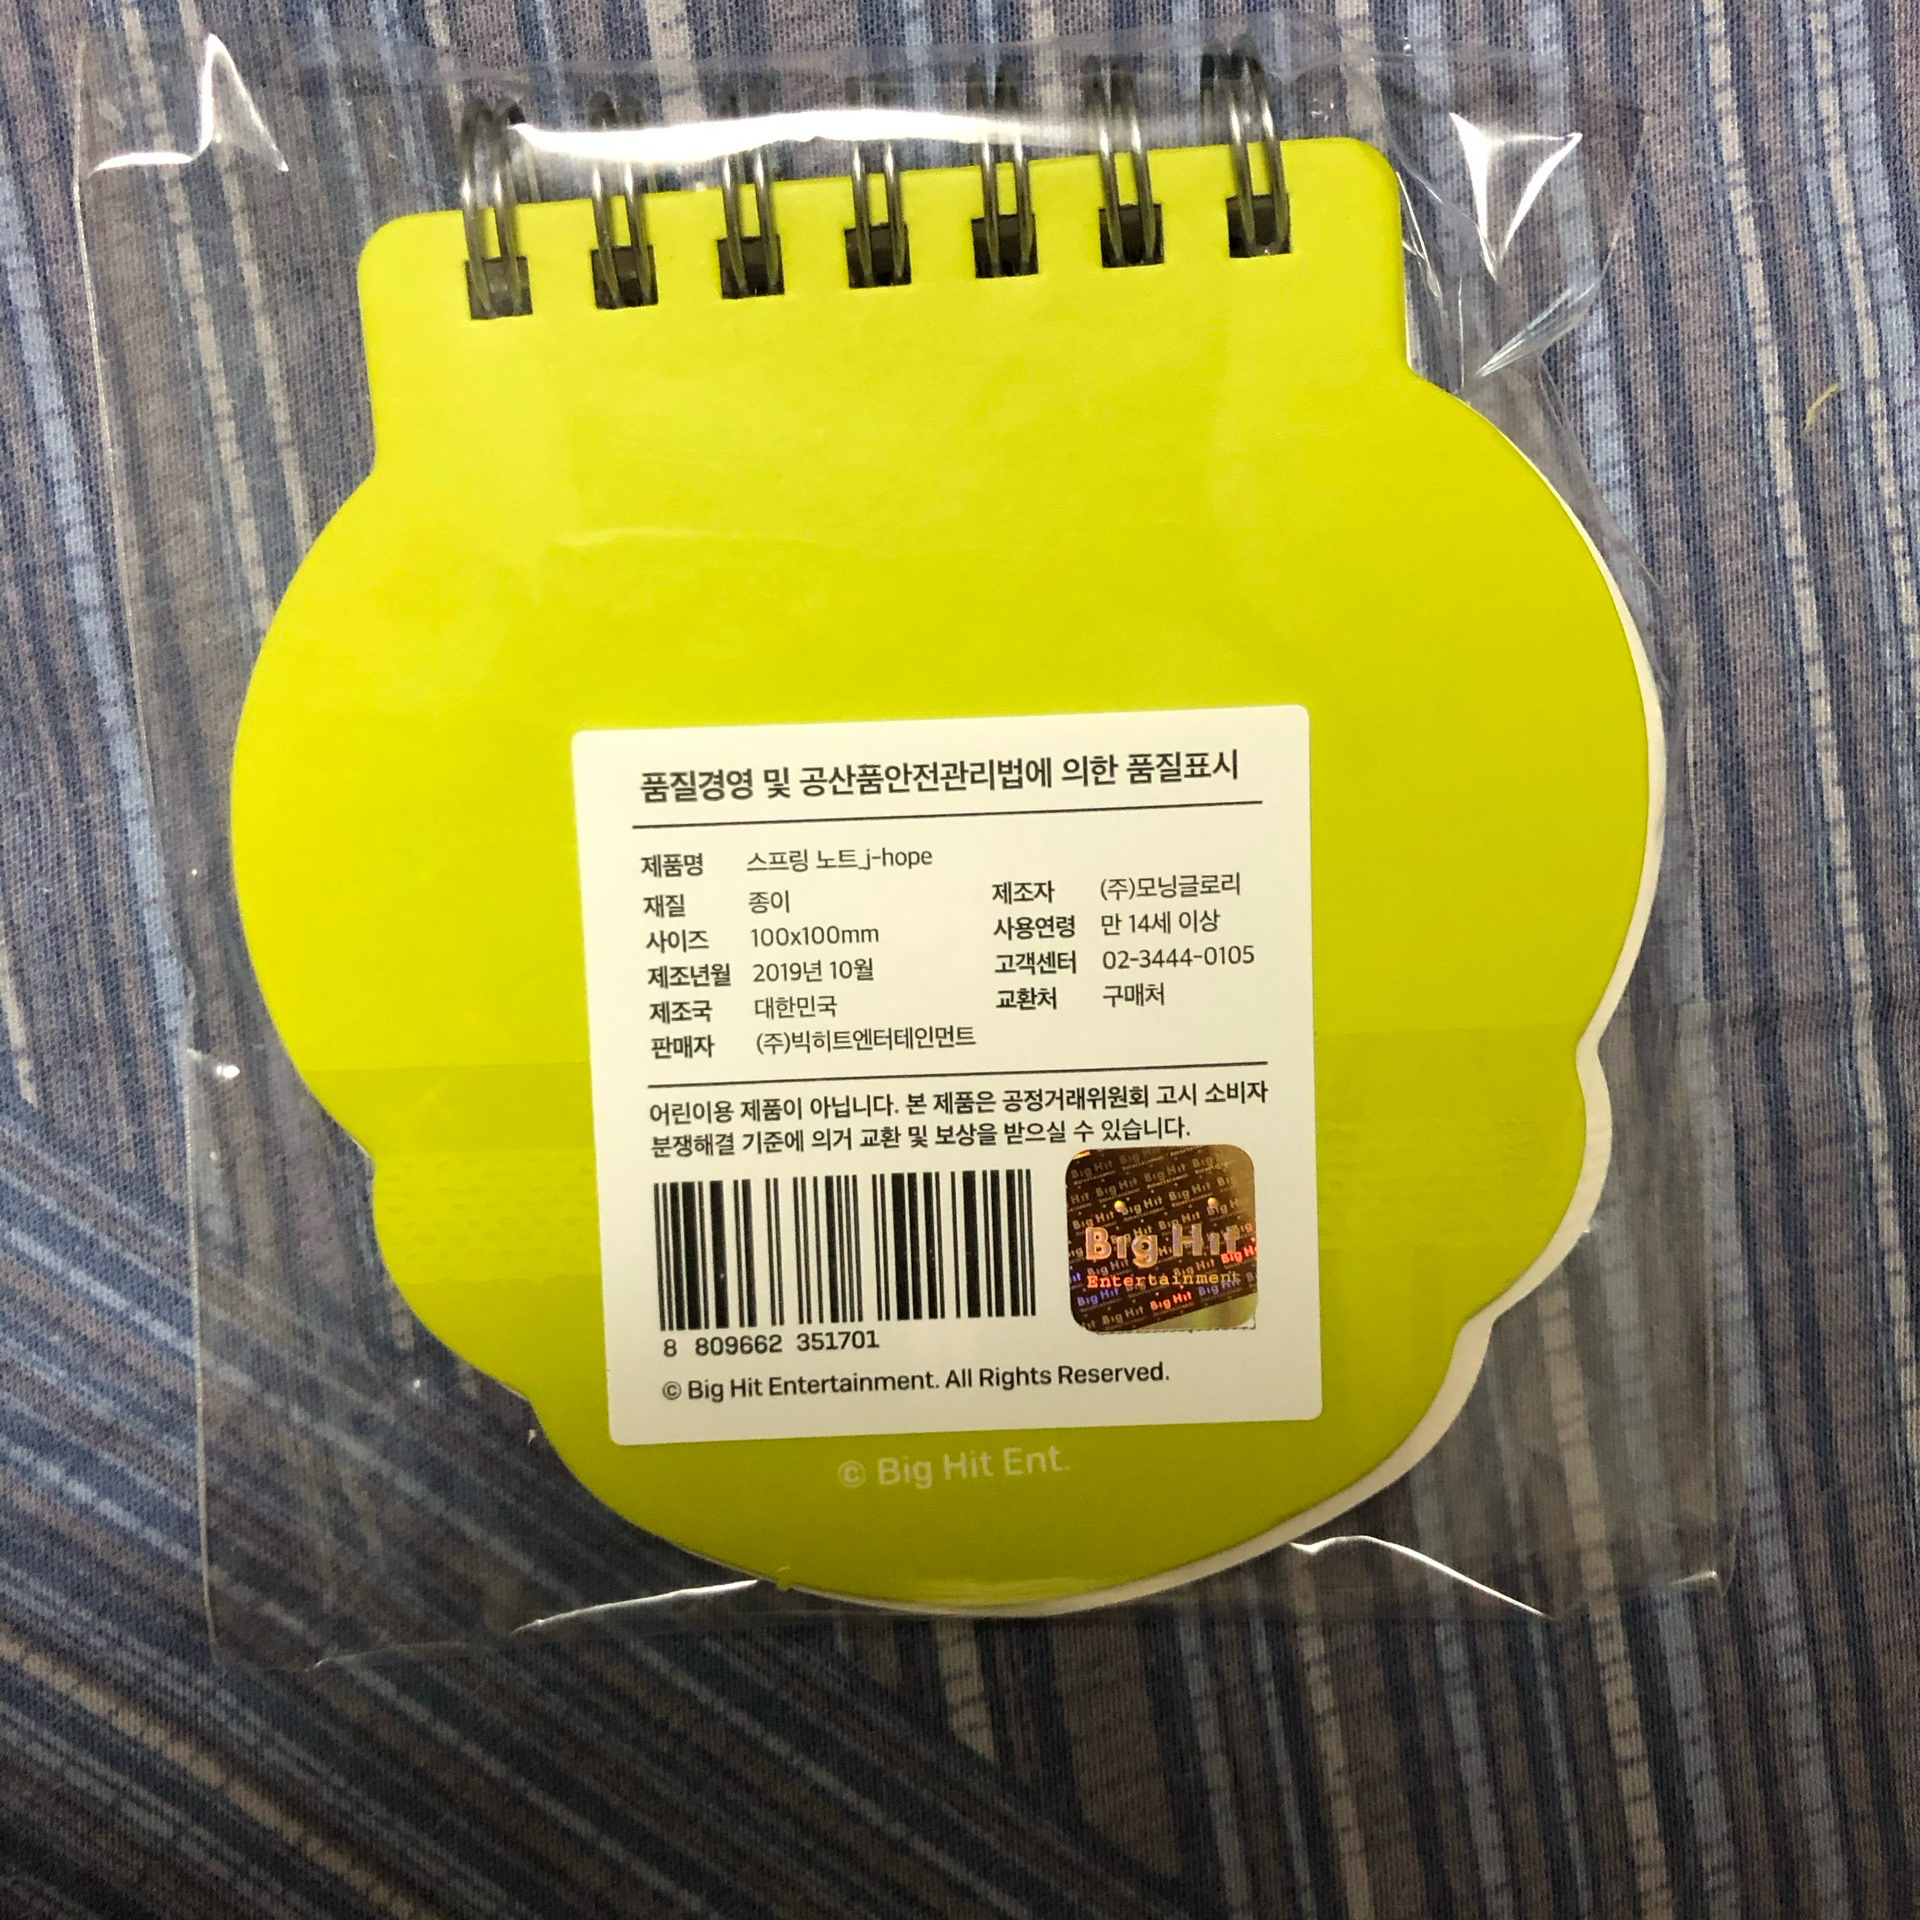 품질경영 및 공산품안전관리법에 의한 품질표시
제품명 스프링 노트_j-hope
재질 종이 제조자 (주)모닝글로리
사이즈 100x100mm 사용연령 만 14세 이상
제조년월 2019년 10월 고객센터 02-3444-0105
제조국 대한민국 교환처 구매처
판매자 (주)빅히트엔터테인먼트
어린이용 제품이 아닙니다. 본 제품은 공정거래위원회 고시 소비자
분쟁해결 기준에 의거 교환 및 보상을 받으실 수 있습니다.
Big Hit
Entertainment
8 809662 351701
© Big Hit Entertainment. All Rights Reserved.
© Big Hit Ent.